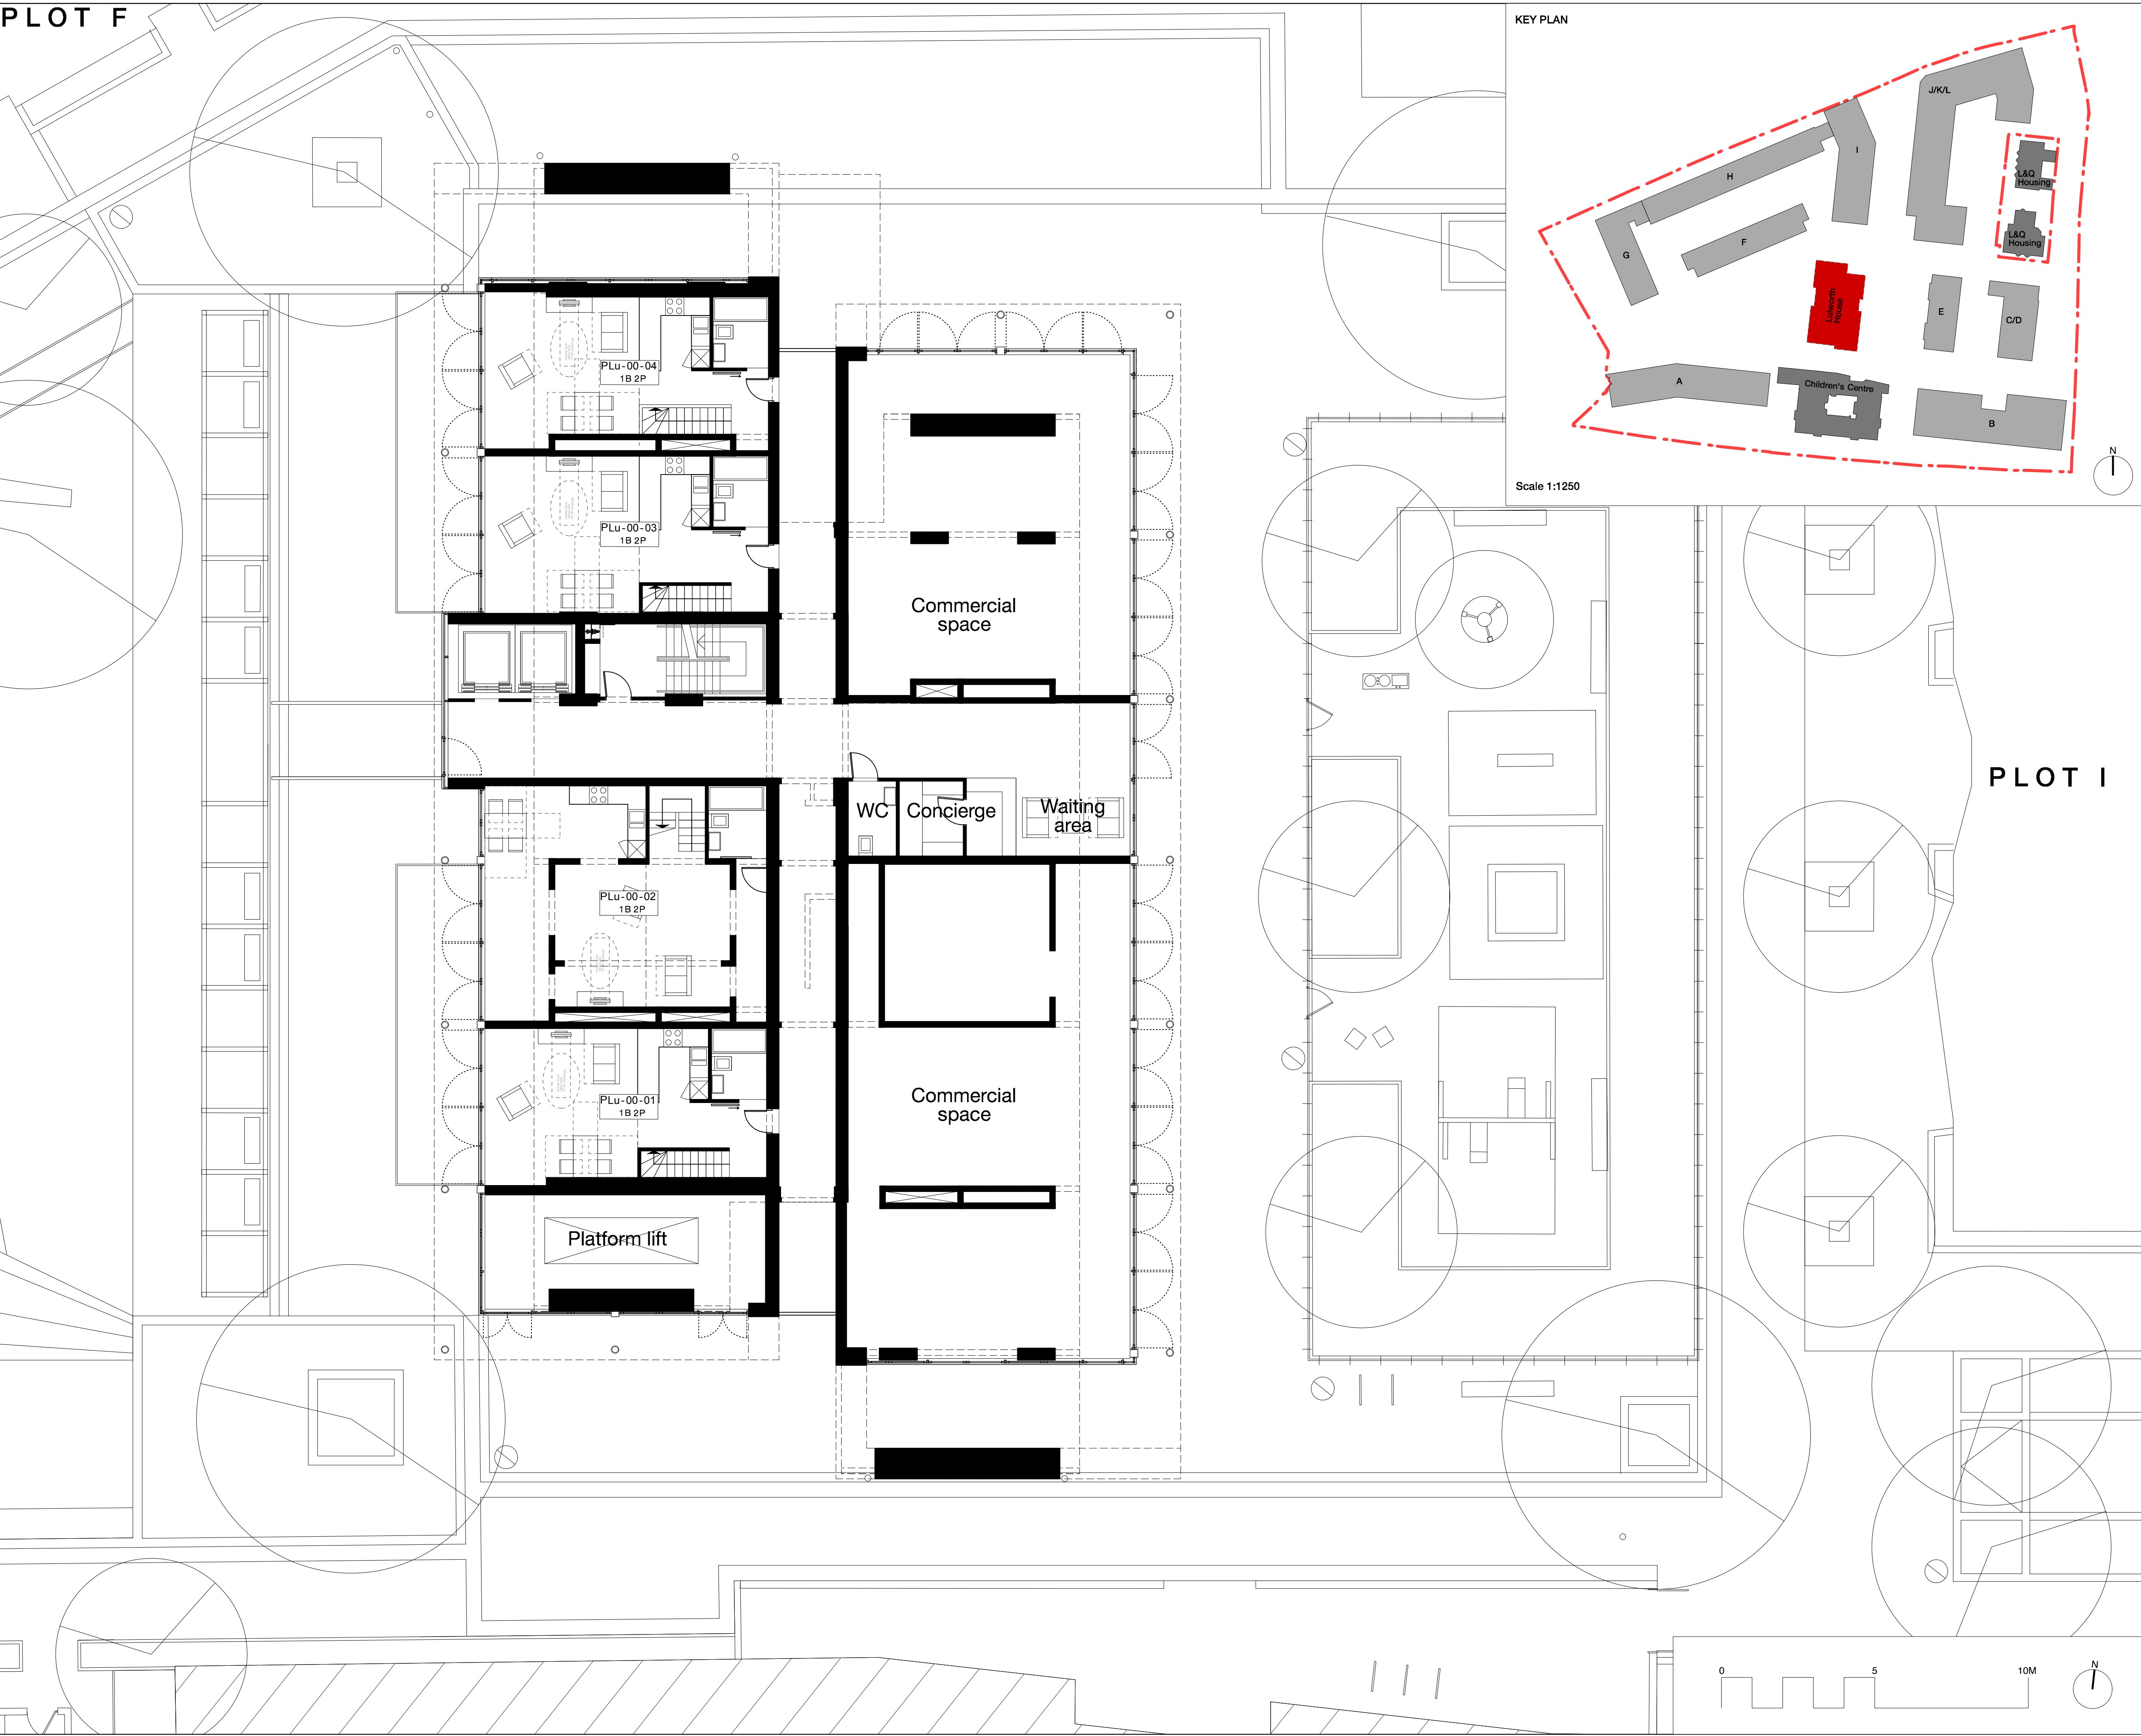 PLOT F
KEY PLAN
J/K/L
I
H
L&Q
Housing
L&Q
Housing
F
G
Lulworth
House
E
C/D
A
Children's Centre
B
N
Scale 1:1250
PLu-00-04
1B 2P
PLu-00-03
1B 2P
Commercial
space
PLOT I
WC
Concierge
Waiting
area
PLu-00-02
1B 2P
PLu-00-01
1B 2P
Commercial
space
Platform lift
0
5
10M
N